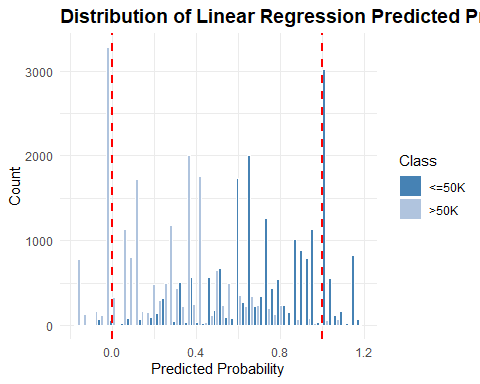 Distribution of Linear Regression Predicted Pr
Count
3000
2000
1000
0
0.0 0.4 0.8 1.2
Predicted Probability
Class
<=50K
>50K